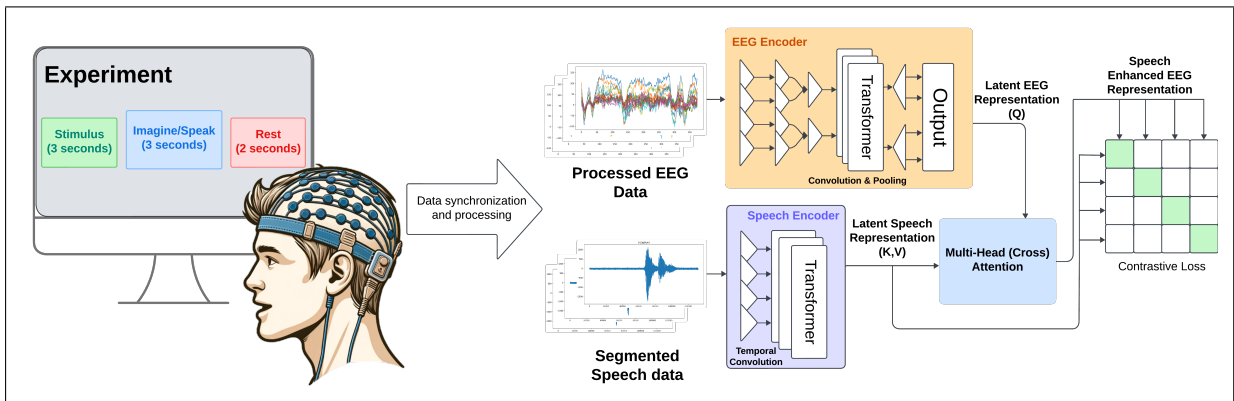 Experiment
Stimulus
(3 seconds)
Imagine/Speak
(3 seconds)
Rest
(2 seconds)
Data synchronization
and processing
Processed EEG
Data
Segmented
Speech data
EEG Encoder
Transformer
Output
Convolution & Pooling
Speech Encoder
Transformer
Temporal
Convolution
Latent EEG
Representation
(Q)
Latent Speech
Representation
(K,V)
Multi-Head (Cross)
Attention
Speech
Enhanced EEG
Representation
Contrastive Loss